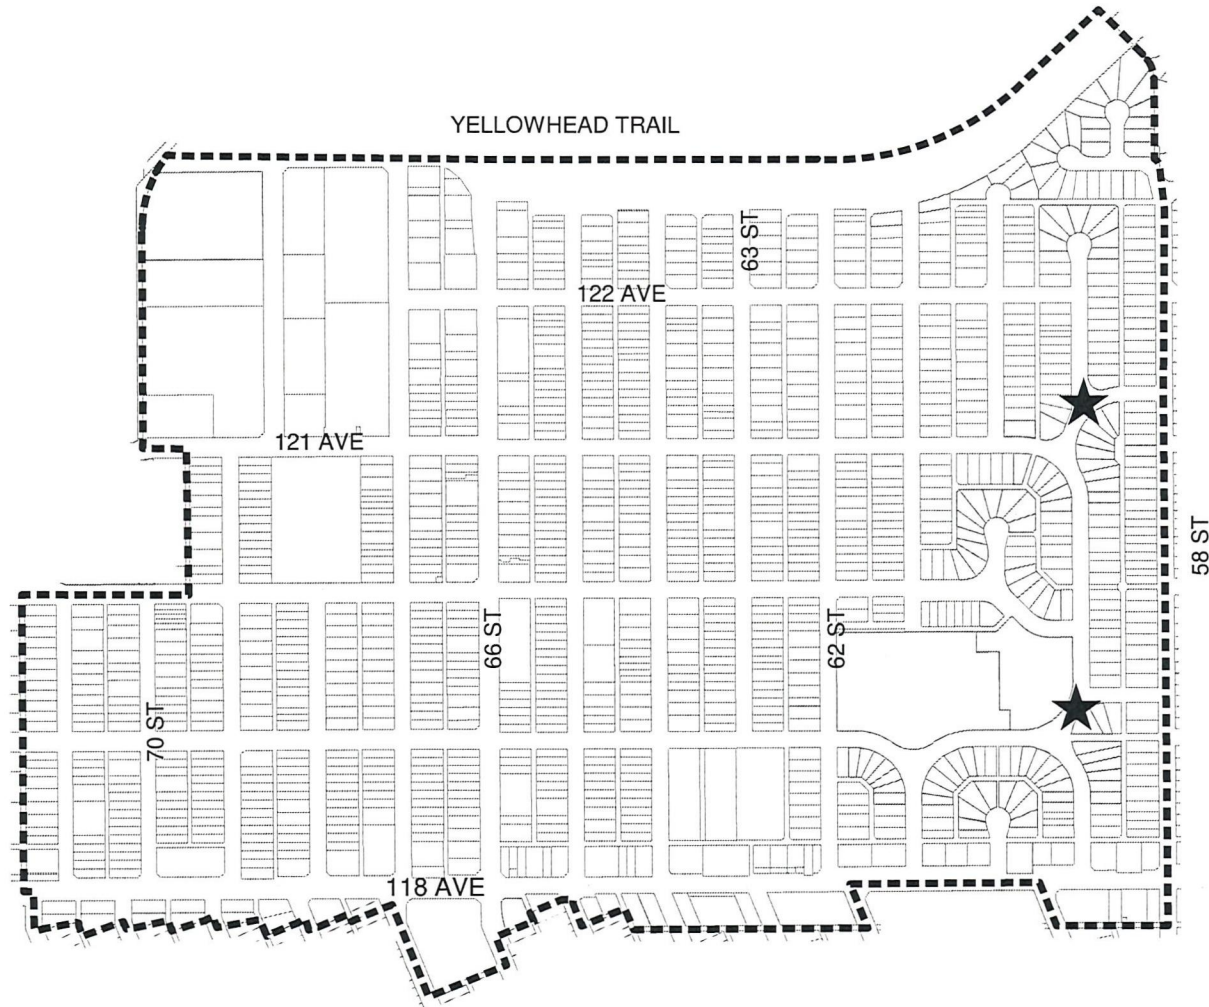 YELLOWHEAD TRAIL
63 ST
122 AVE
121 AVE
58 ST
66 ST
62 ST
70 ST
118 AVE